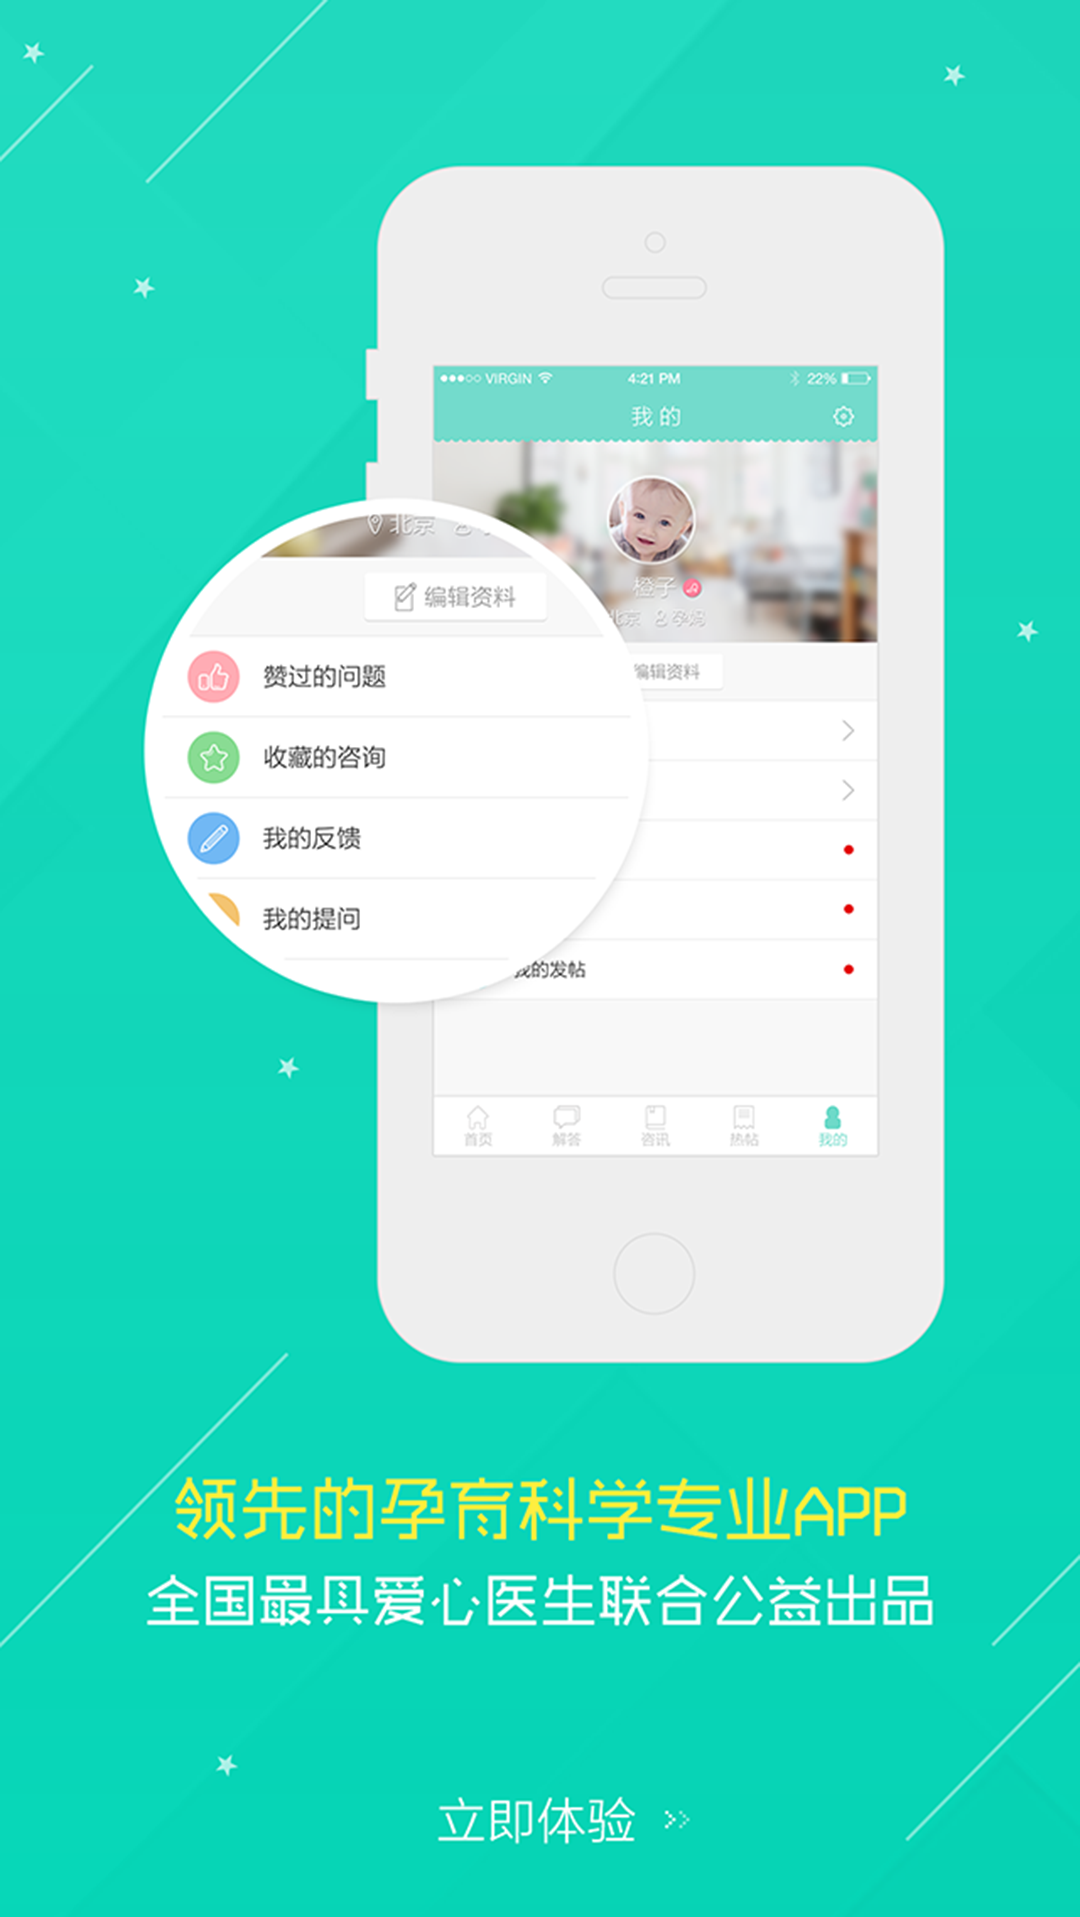 VIRGIN
4:21 PM
22%
我的
橙子
北京 孕妈
北京
编辑资料
编辑资料
赞过的问题
收藏的咨询
我的反馈
我的提问
我的发帖
首页 解答 咨讯 热帖 我的
领先的孕育科学专业APP
全国最具爱心医生联合公益出品
立即体验